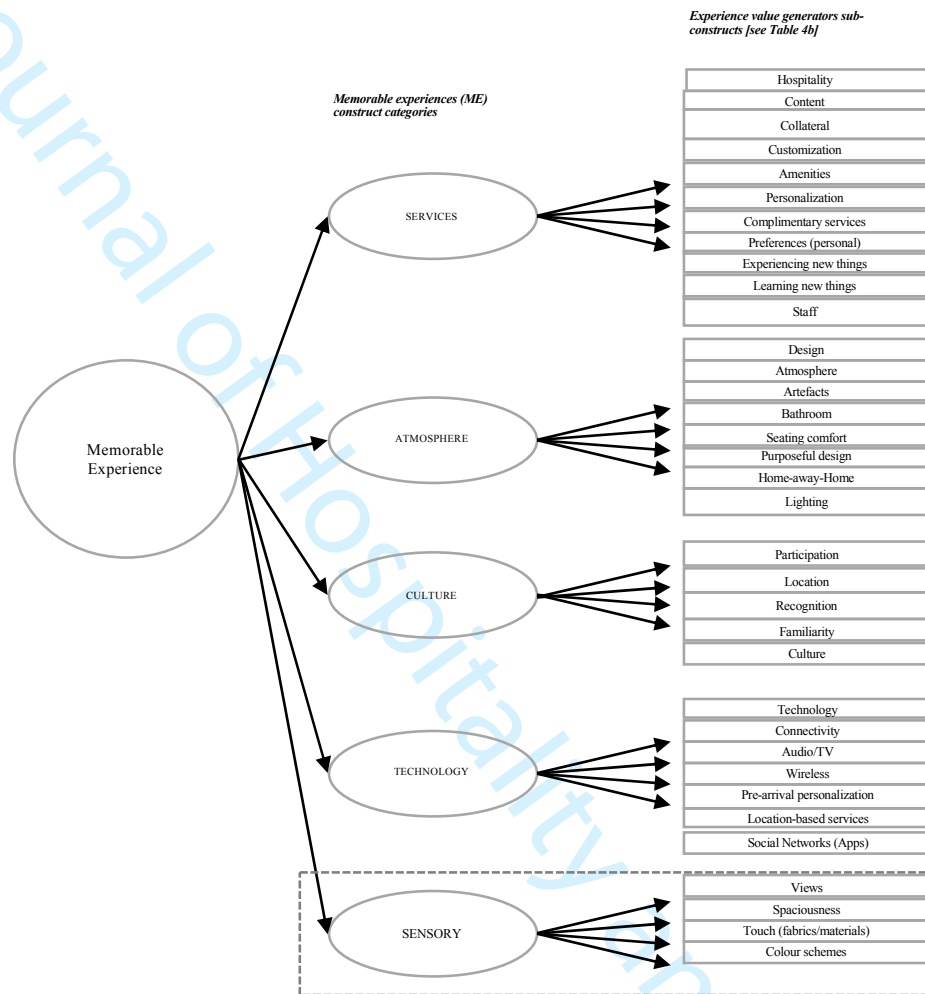 Experience value generators sub-
constructs [see Table 4b]
Memorable experiences (ME)
construct categories
Memorable
Experience
SERVICES
Hospitality
Content
Collateral
Customization
Amenities
Personalization
Complimentary services
Preferences (personal)
Experiencing new things
Learning new things
Staff
ATMOSPHERE
Design
Atmosphere
Artefacts
Bathroom
Seating comfort
Purposeful design
Home-away-Home
Lighting
CULTURE
Participation
Location
Recognition
Familiarity
Culture
TECHNOLOGY
Technology
Connectivity
Audio/TV
Wireless
Pre-arrival personalization
Location-based services
Social Networks (Apps)
SENSORY
Views
Spaciousness
Touch (fabrics/materials)
Colour schemes
ournal of Hospitality